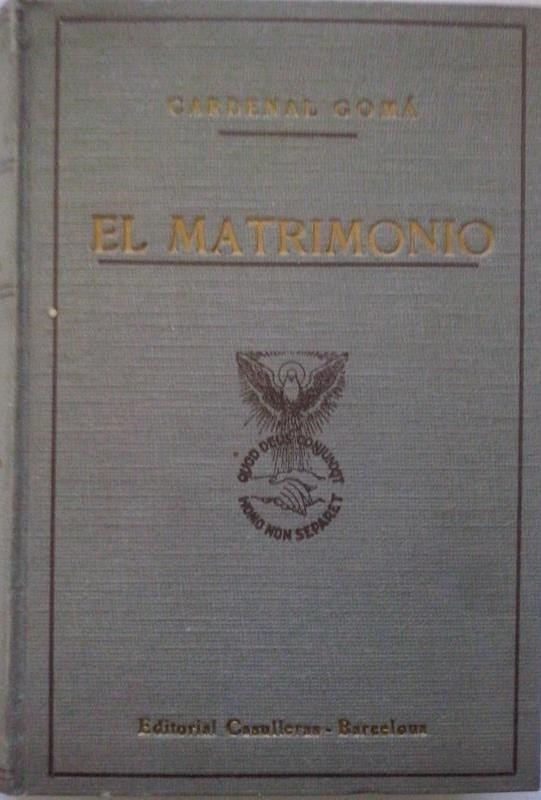 CARDENAL GOMÁ
EL MATRIMONIO
QUOD DEUS CONJUNXIT
HOMO NON SEPARET
Editorial Casulleras - Barcelona